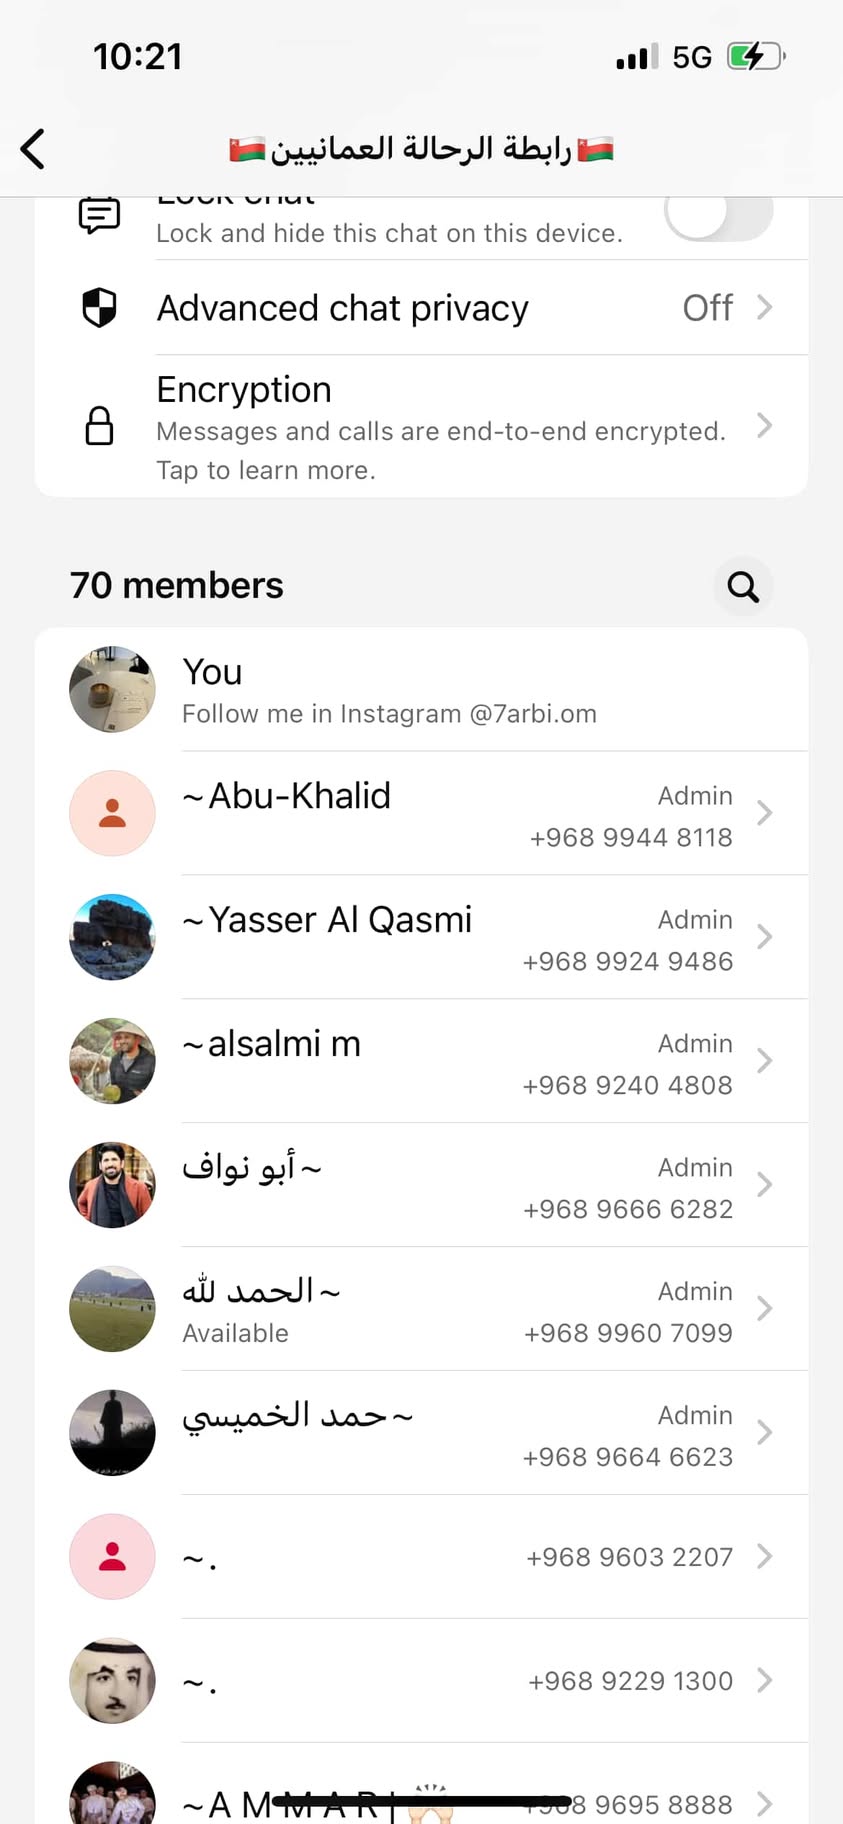 10:21
5G
🇴🇲رابطة الرحالة العمانيين🇴🇲
Lock chat
Lock and hide this chat on this device.
Advanced chat privacy
Off
Encryption
Messages and calls are end-to-end encrypted.
Tap to learn more.
70 members
You
Follow me in Instagram @7arbi.om
~Abu-Khalid
Admin
+968 9944 8118
~Yasser Al Qasmi
Admin
+968 9924 9486
~alsalmi m
Admin
+968 9240 4808
~أبو نواف
Admin
+968 9666 6282
~الحمد لله
Admin
Available
+968 9960 7099
~حمد الخميسي
Admin
+968 9664 6623
~.
+968 9603 2207
~.
+968 9229 1300
~A M M A R | 🙌🏻
+968 9695 8888